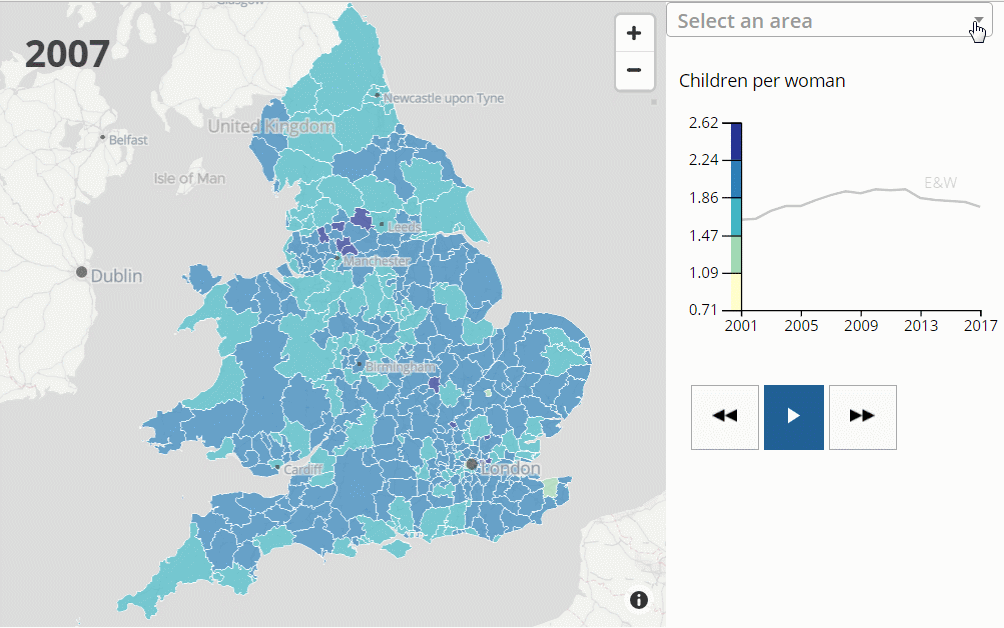 Glasgow
2007
+
−
Newcastle upon Tyne
United Kingdom
Belfast
Isle of Man
Leeds
Manchester
Dublin
Birmingham
London
Cardiff
i
Select an area
Children per woman
2.62
2.24
1.86
1.47
1.09
0.71
E&W
2001
2005
2009
2013
2017